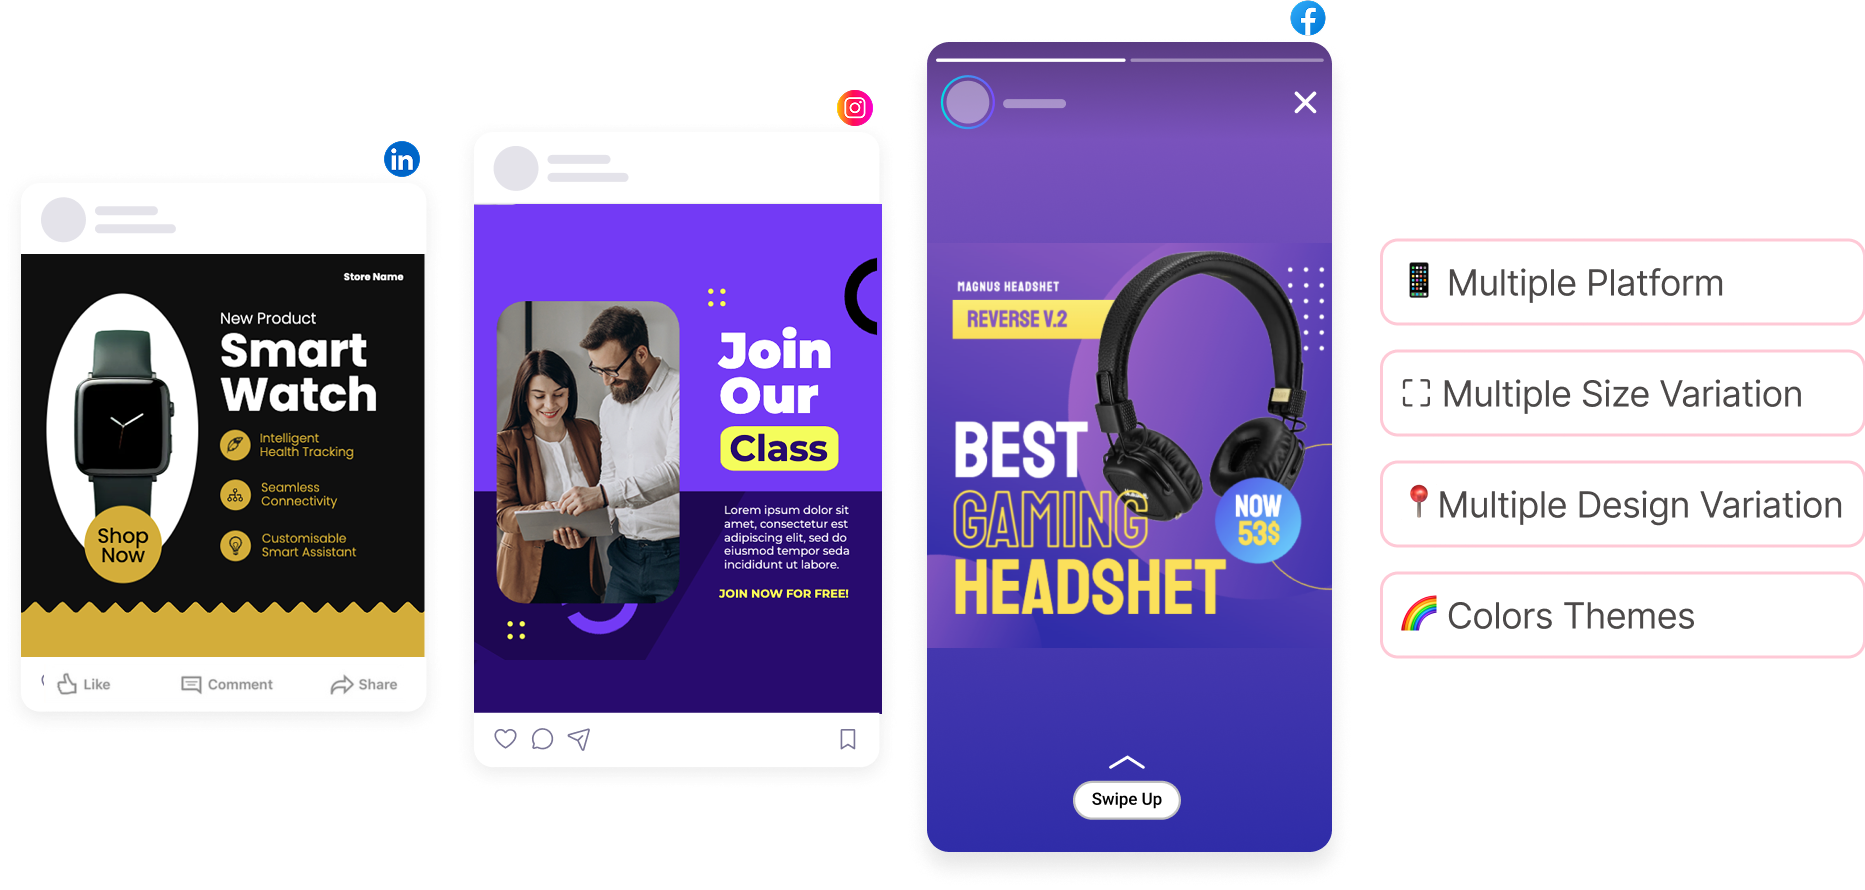 in
Store Name
New Product
Smart
Watch
Intelligent
Health Tracking
Seamless
Connectivity
Customisable
Smart Assistant
Shop
Now
Like
Comment
Share
Join
Our
Class
Lorem ipsum dolor sit
amet, consectetur est
adipiscing elit, sed do
eiusmod tempor seda
incididunt ut labore.
JOIN NOW FOR FREE!
f
MAGNUS HEADSHET
REVERSE V.2
BEST
GAMING
HEADSHET
NOW
53$
Swipe Up
Multiple Platform
Multiple Size Variation
Multiple Design Variation
Colors Themes